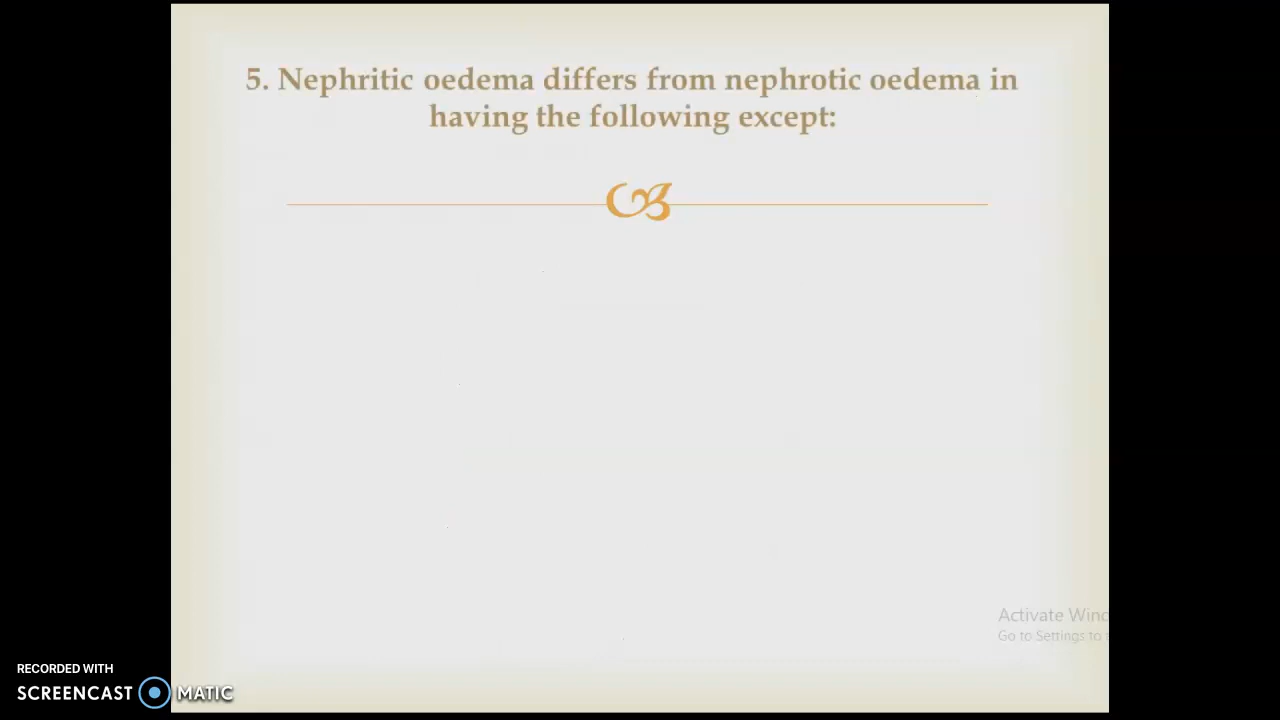 5. Nephritic oedema differs from nephrotic oedema in
having the following except:
Activate Winc
Go to Settings to
RECORDED WITH
SCREENCAST MATIC